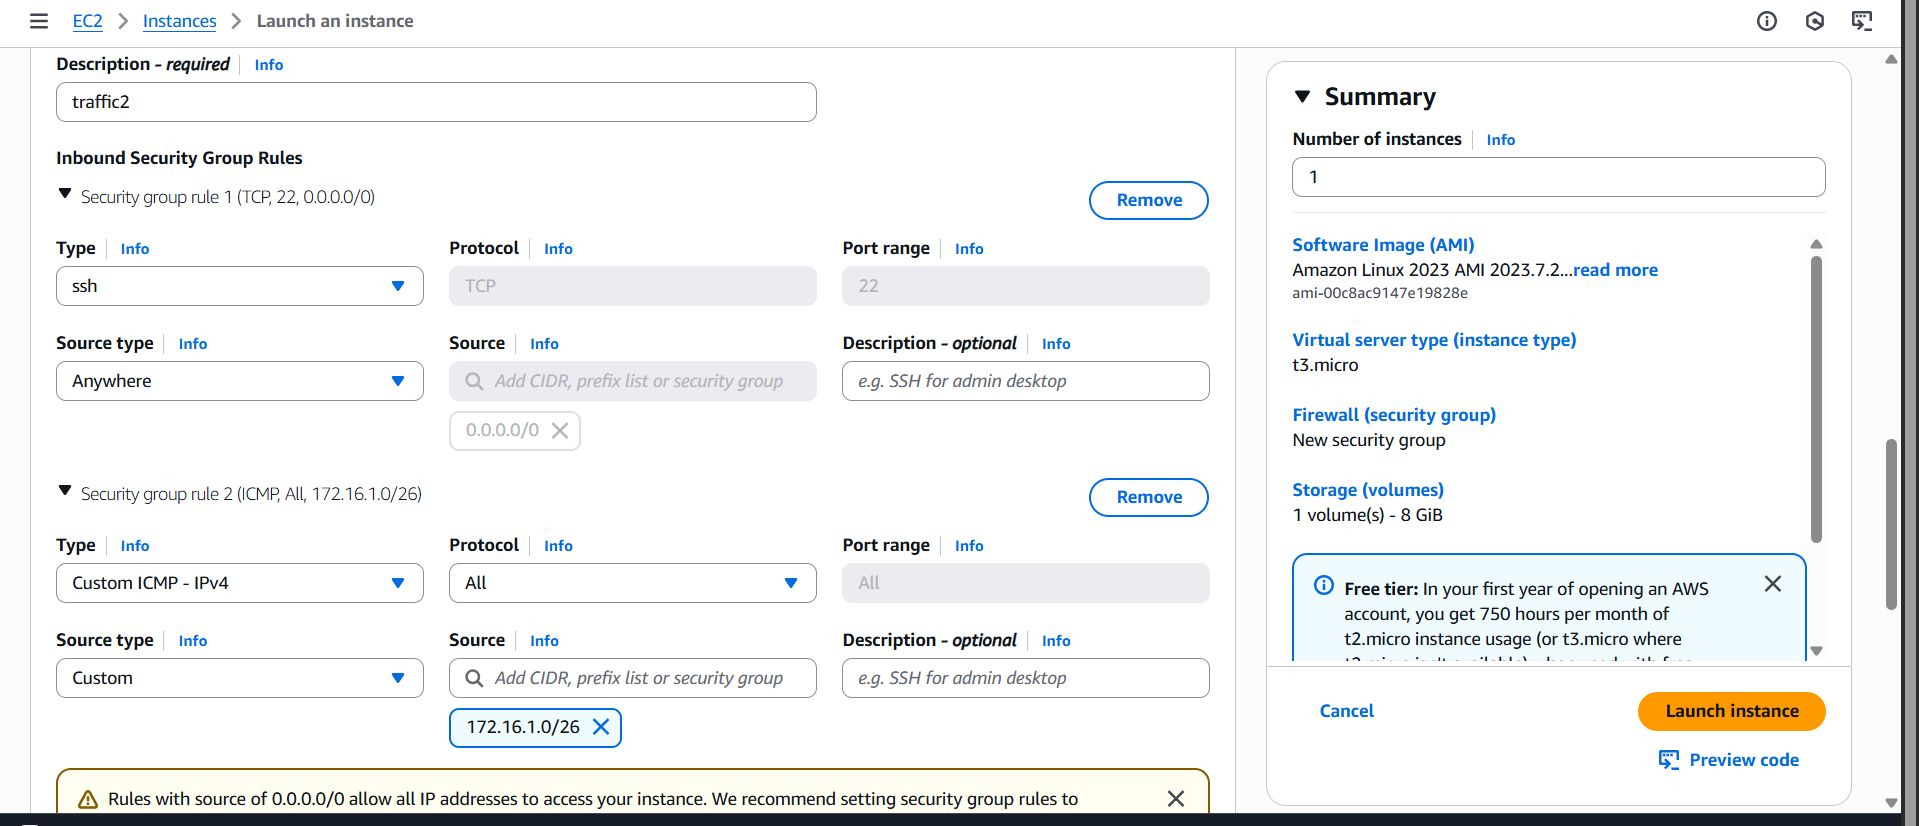 EC2 > Instances > Launch an instance
Description - required Info
traffic2
Inbound Security Group Rules
Security group rule 1 (TCP, 22, 0.0.0.0/0)
Remove
Type Info
ssh
Protocol Info
TCP
Port range Info
22
Source type Info
Anywhere
Source Info
Add CIDR, prefix list or security group
0.0.0.0/0
Description - optional Info
e.g. SSH for admin desktop
Security group rule 2 (ICMP, All, 172.16.1.0/26)
Remove
Type Info
Custom ICMP - IPv4
Protocol Info
All
Port range Info
All
Source type Info
Custom
Source Info
Add CIDR, prefix list or security group
172.16.1.0/26
Description - optional Info
e.g. SSH for admin desktop
Rules with source of 0.0.0.0/0 allow all IP addresses to access your instance. We recommend setting security group rules to
Summary
Number of instances Info
1
Software Image (AMI)
Amazon Linux 2023 AMI 2023.7.2...read more
ami-00c8ac9147e19828e
Virtual server type (instance type)
t3.micro
Firewall (security group)
New security group
Storage (volumes)
1 volume(s) - 8 GiB
Free tier: In your first year of opening an AWS
account, you get 750 hours per month of
t2.micro instance usage (or t3.micro where
Cancel
Launch instance
Preview code